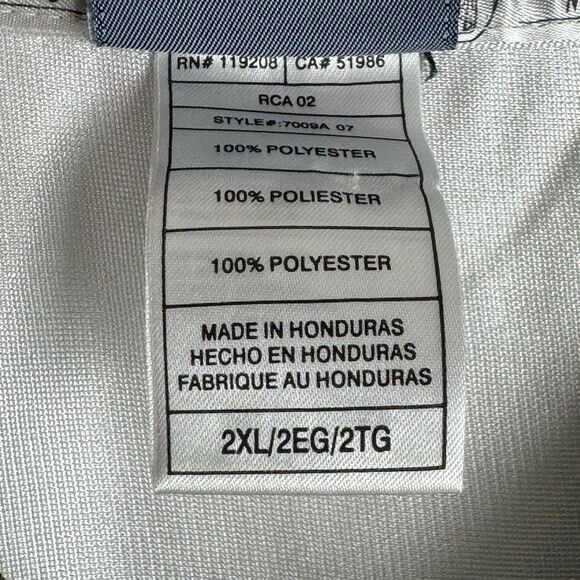 RN# 119208 CA# 51986
RCA 02
STYLE#:7009A 07
100% POLYESTER
100% POLIESTER
100% POLYESTER
MADE IN HONDURAS
HECHO EN HONDURAS
FABRIQUE AU HONDURAS
2XL/2EG/2TG